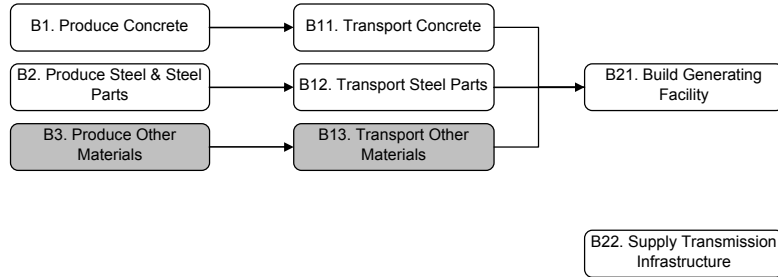 B1. Produce Concrete
B11. Transport Concrete
B2. Produce Steel & Steel
Parts
B12. Transport Steel Parts
B21. Build Generating
Facility
B3. Produce Other
Materials
B13. Transport Other
Materials
B22. Supply Transmission
Infrastructure